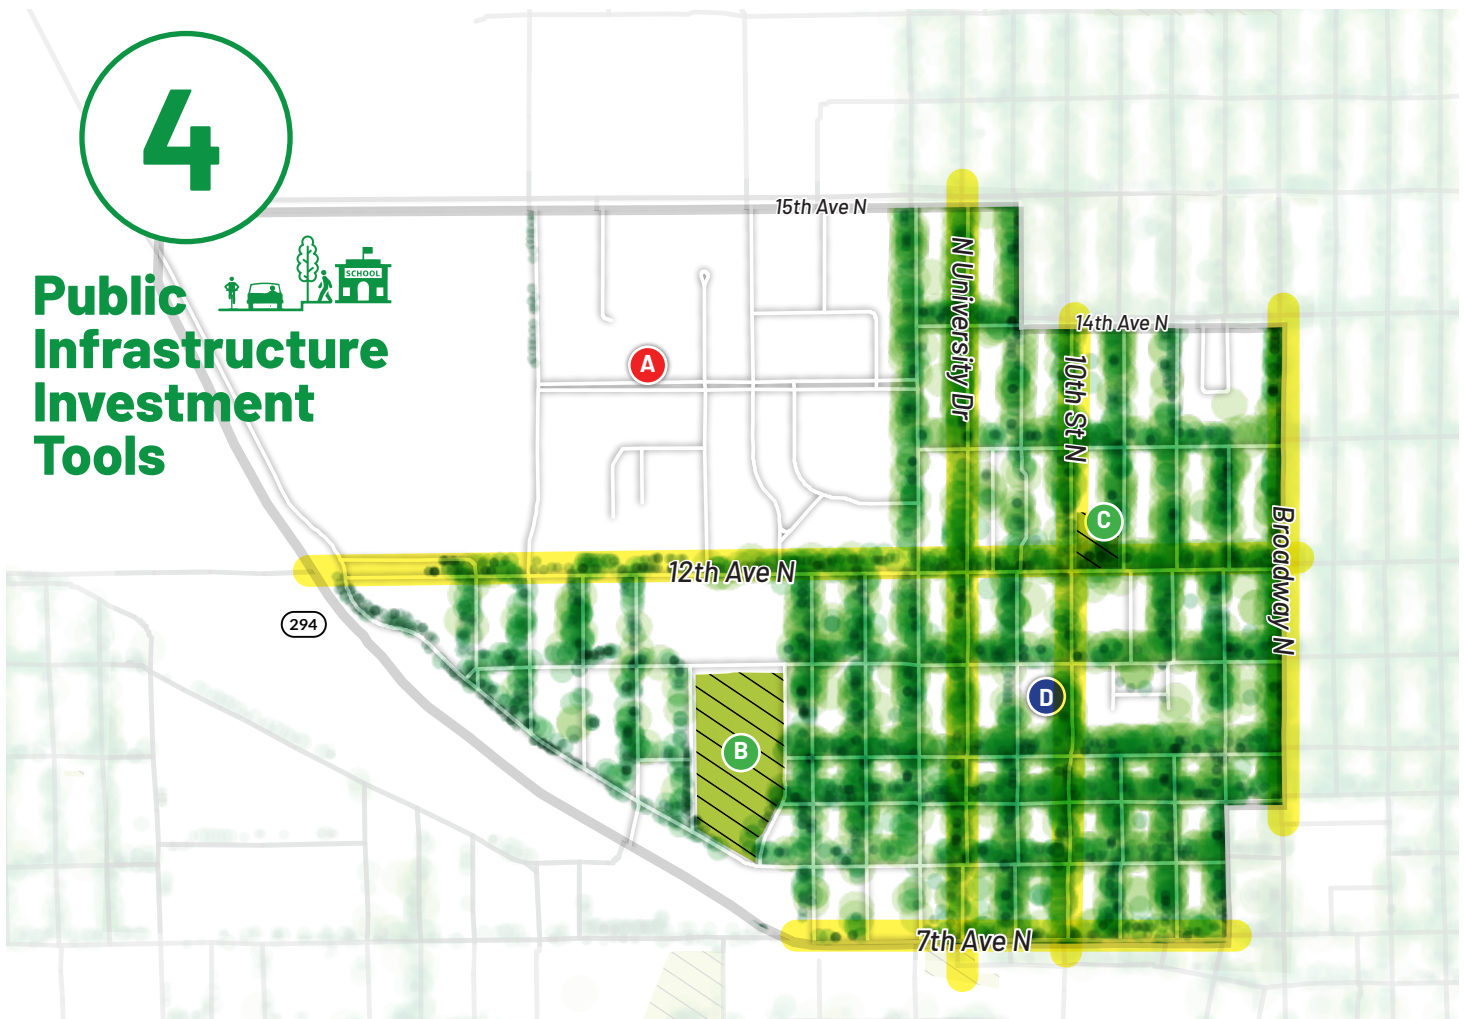 4
SCHOOL
Public
Infrastructure
Investment
Tools
15th Ave N
N University Dr
14th Ave N
10th St N
A
C
Broadway N
12th Ave N
294
D
B
7th Ave N